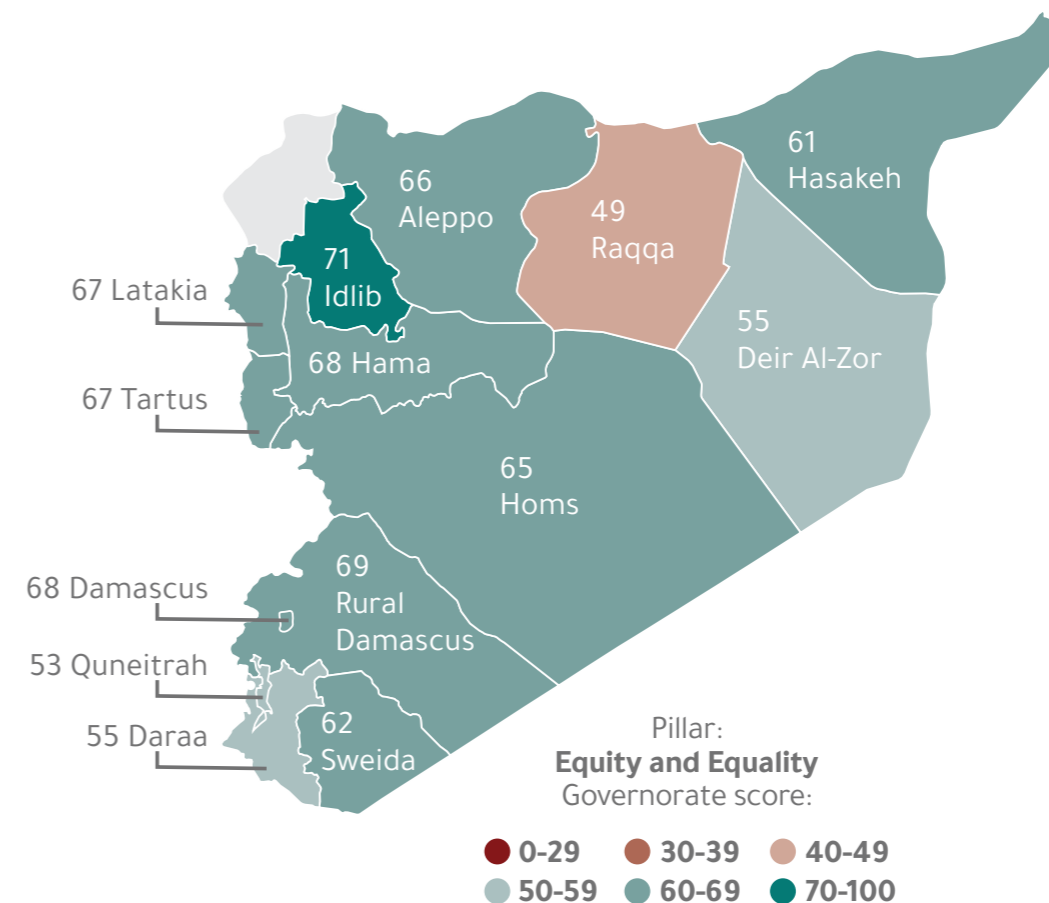 61
Hasakeh
66
Aleppo
49
Raqqa
71
Idlib
67 Latakia
55
Deir Al-Zor
68 Hama
67 Tartus
65
Homs
69
Rural
Damascus
68 Damascus
53 Quneitrah
55 Daraa
62
Sweida
Pillar:
Equity and Equality
Governorate score:
0-29 30-39 40-49
50-59 60-69 70-100